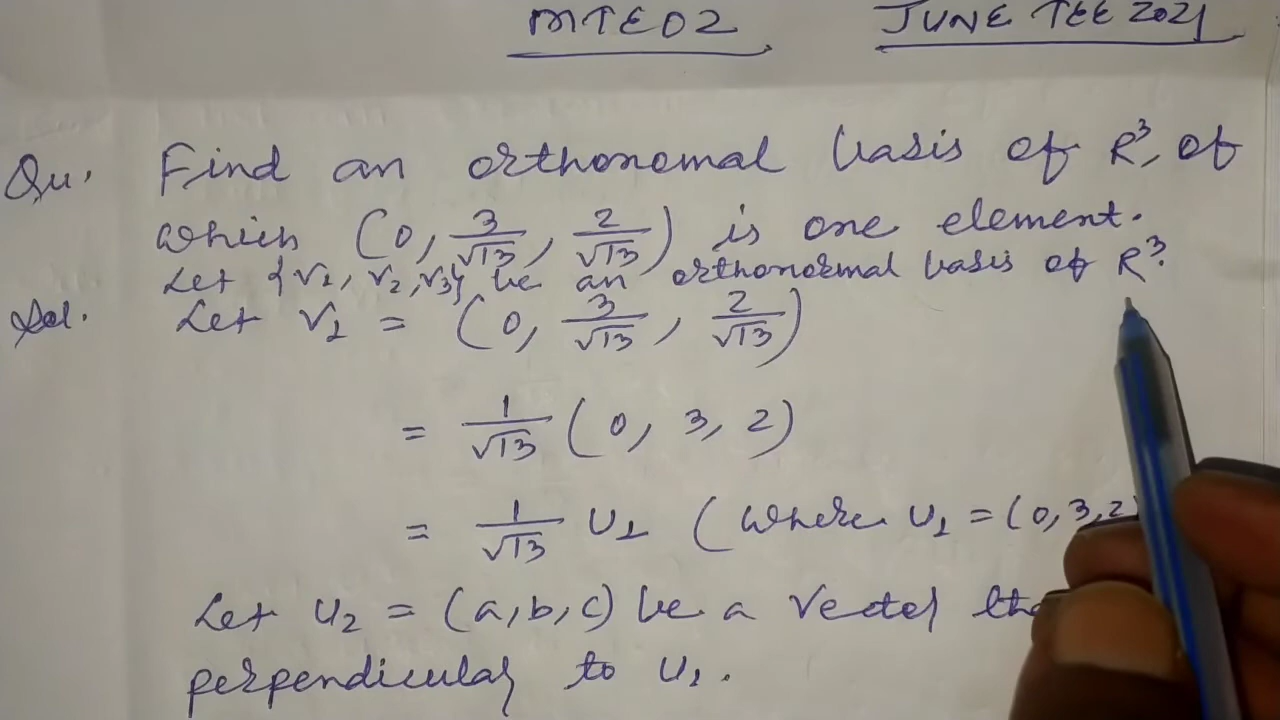 MTE02 JUNE TEE 2021
Qu. Find an orthonomal basis of R³, of
which (0, 3/√13, 2/√13) is one element.
Let {v₁, v₂, v₃} be an orthonormal basis of R³.
Sol. Let v₁ = (0, 3/√13, 2/√13)
= 1/√13 (0, 3, 2)
= 1/√13 u₁ (where u₁ = (0, 3, 2)
Let u₂ = (a, b, c) be a vector
perpendicular to u₁.